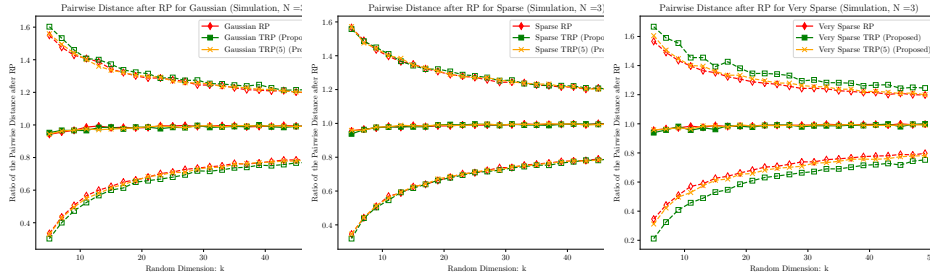 Pairwise Distance after RP for Gaussian (Simulation, N =3)
Gaussian RP
Gaussian TRP (Propo
Gaussian TRP(5) (Pro
Ratio of the Pairwise Distance after RP
1.6
1.4
1.2
1.0
0.8
0.6
0.4
10
20
30
40
Random Dimension: k
Pairwise Distance after RP for Sparse (Simulation, N =3)
Sparse RP
Sparse TRP (Propo
Sparse TRP(5) (Pro
Ratio of the Pairwise Distance after RP
1.6
1.4
1.2
1.0
0.8
0.6
0.4
10
20
30
40
Random Dimension: k
Pairwise Distance after RP for Very Sparse (Simulation, N =3)
Very Sparse RP
Very Sparse TRP (Proposed)
Very Sparse TRP(5) (Proposed)
Ratio of the Pairwise Distance after RP
1.6
1.4
1.2
1.0
0.8
0.6
0.4
0.2
10
20
30
40
5
Random Dimension: k